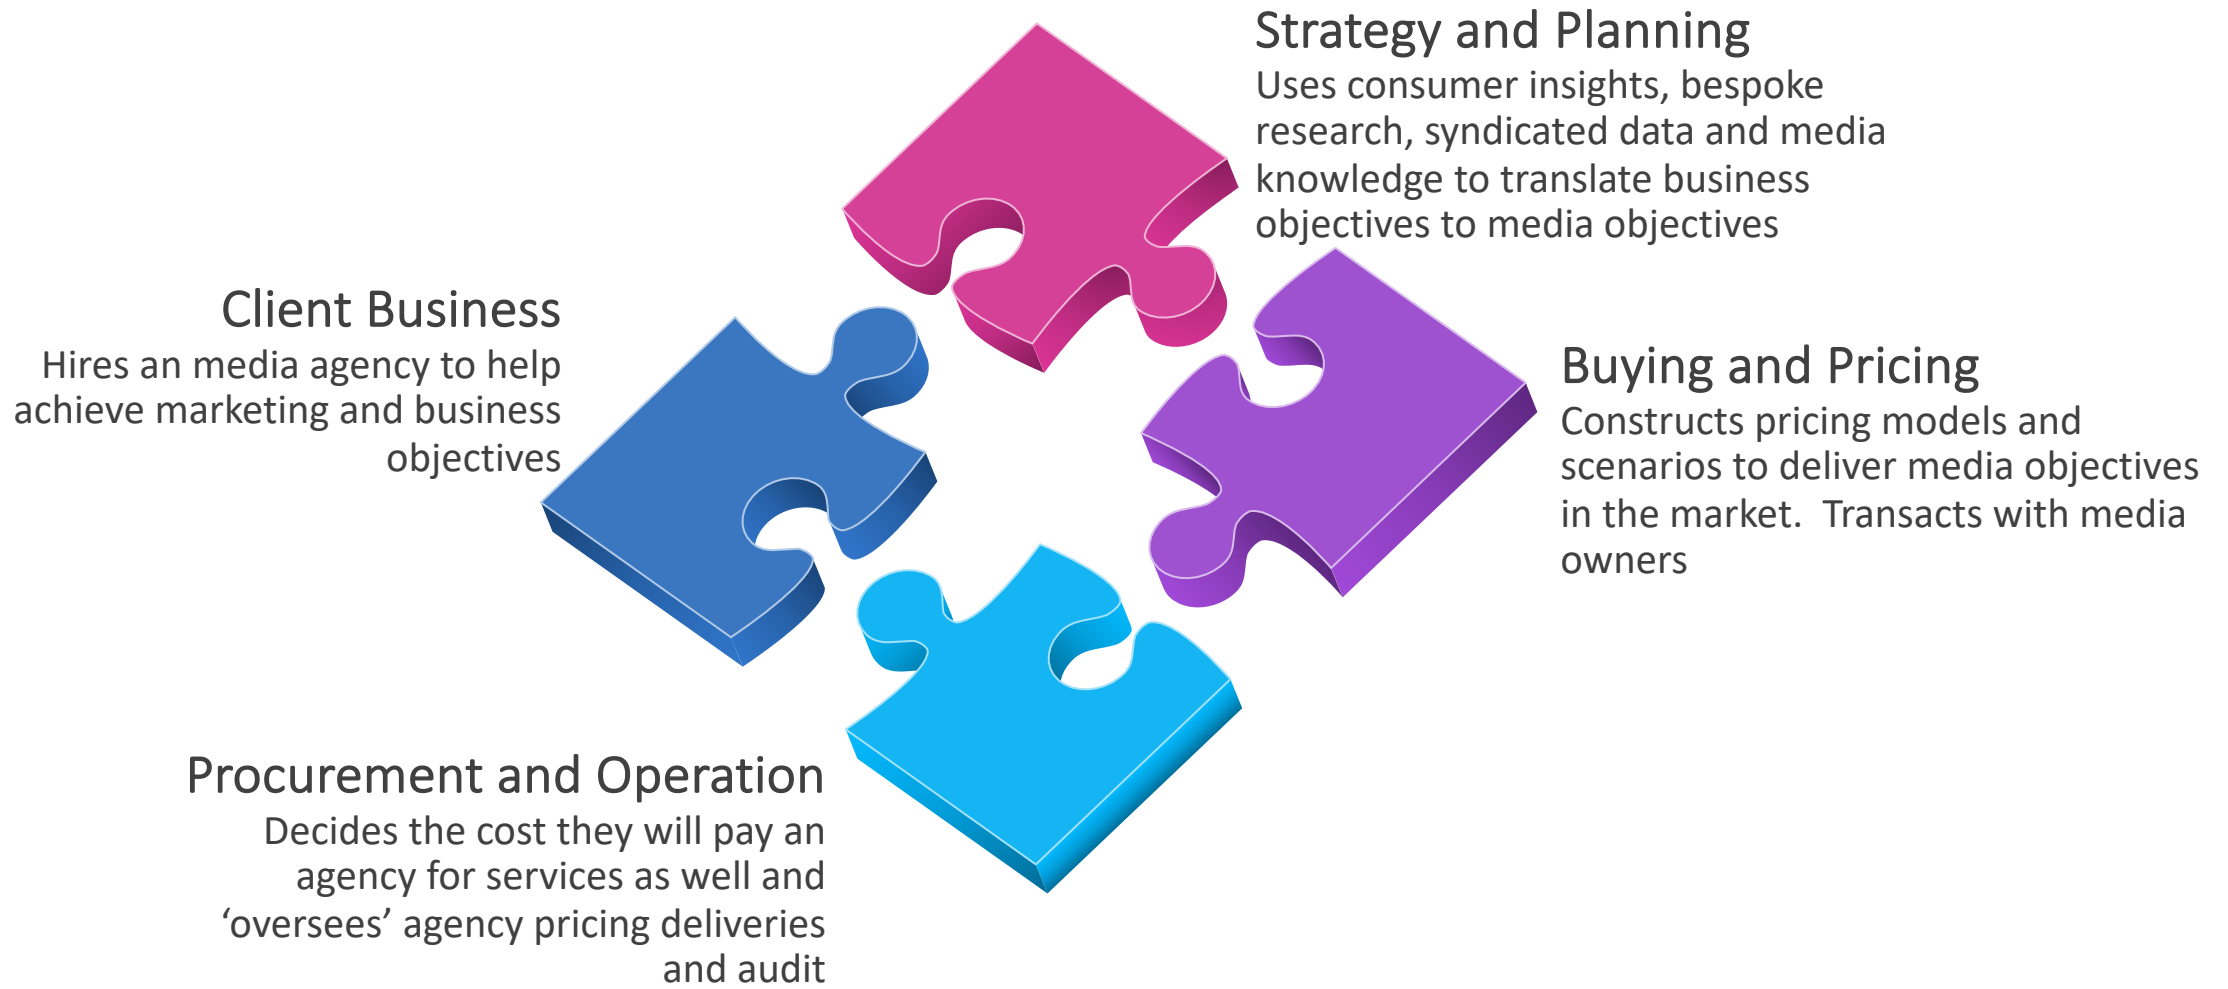 Strategy and Planning
Uses consumer insights, bespoke
research, syndicated data and media
knowledge to translate business
objectives to media objectives
Client Business
Hires an media agency to help
achieve marketing and business
objectives
Buying and Pricing
Constructs pricing models and
scenarios to deliver media objectives
in the market.  Transacts with media
owners
Procurement and Operation
Decides the cost they will pay an
agency for services as well and
‘oversees’ agency pricing deliveries
and audit